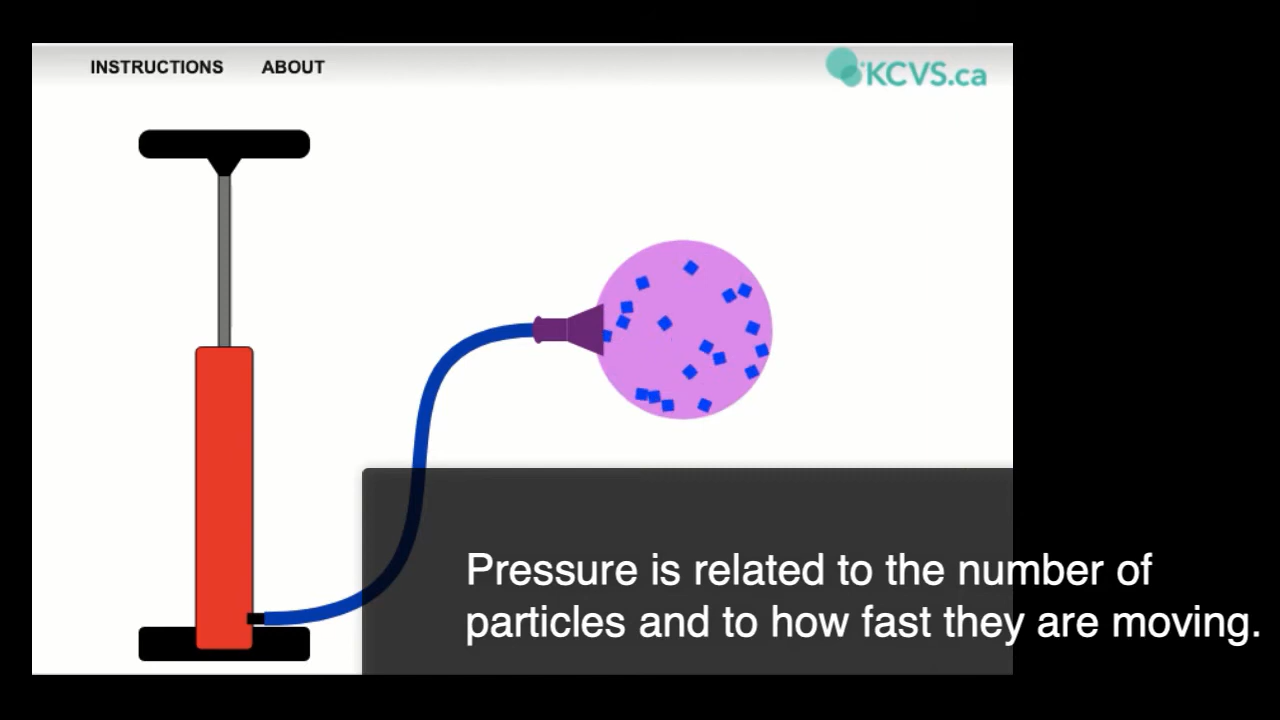 INSTRUCTIONS ABOUT
KCVS.ca
Pressure is related to the number of
particles and to how fast they are moving.